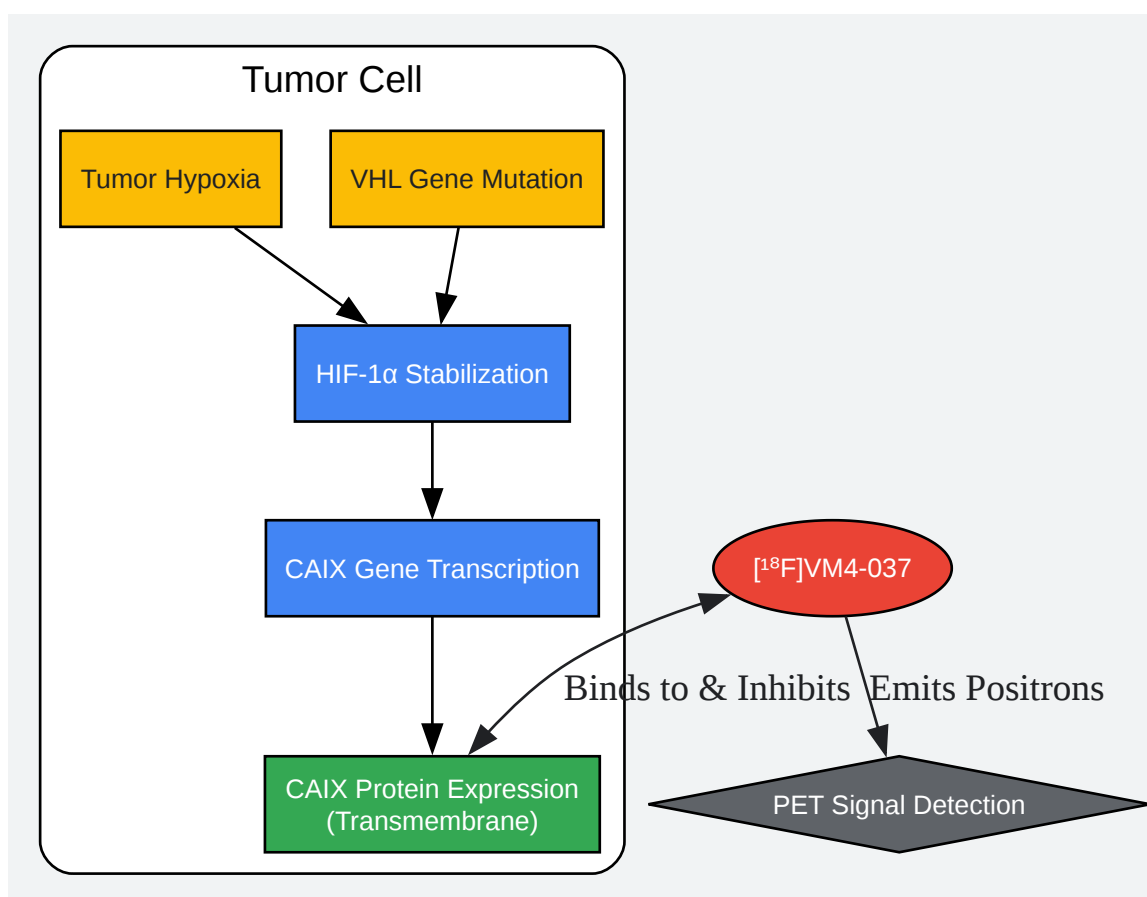 Tumor Cell
Tumor Hypoxia
VHL Gene Mutation
HIF-1α Stabilization
CAIX Gene Transcription
[¹⁸F]VM4-037
Binds to & Inhibits
Emits Positrons
CAIX Protein Expression
(Transmembrane)
PET Signal Detection